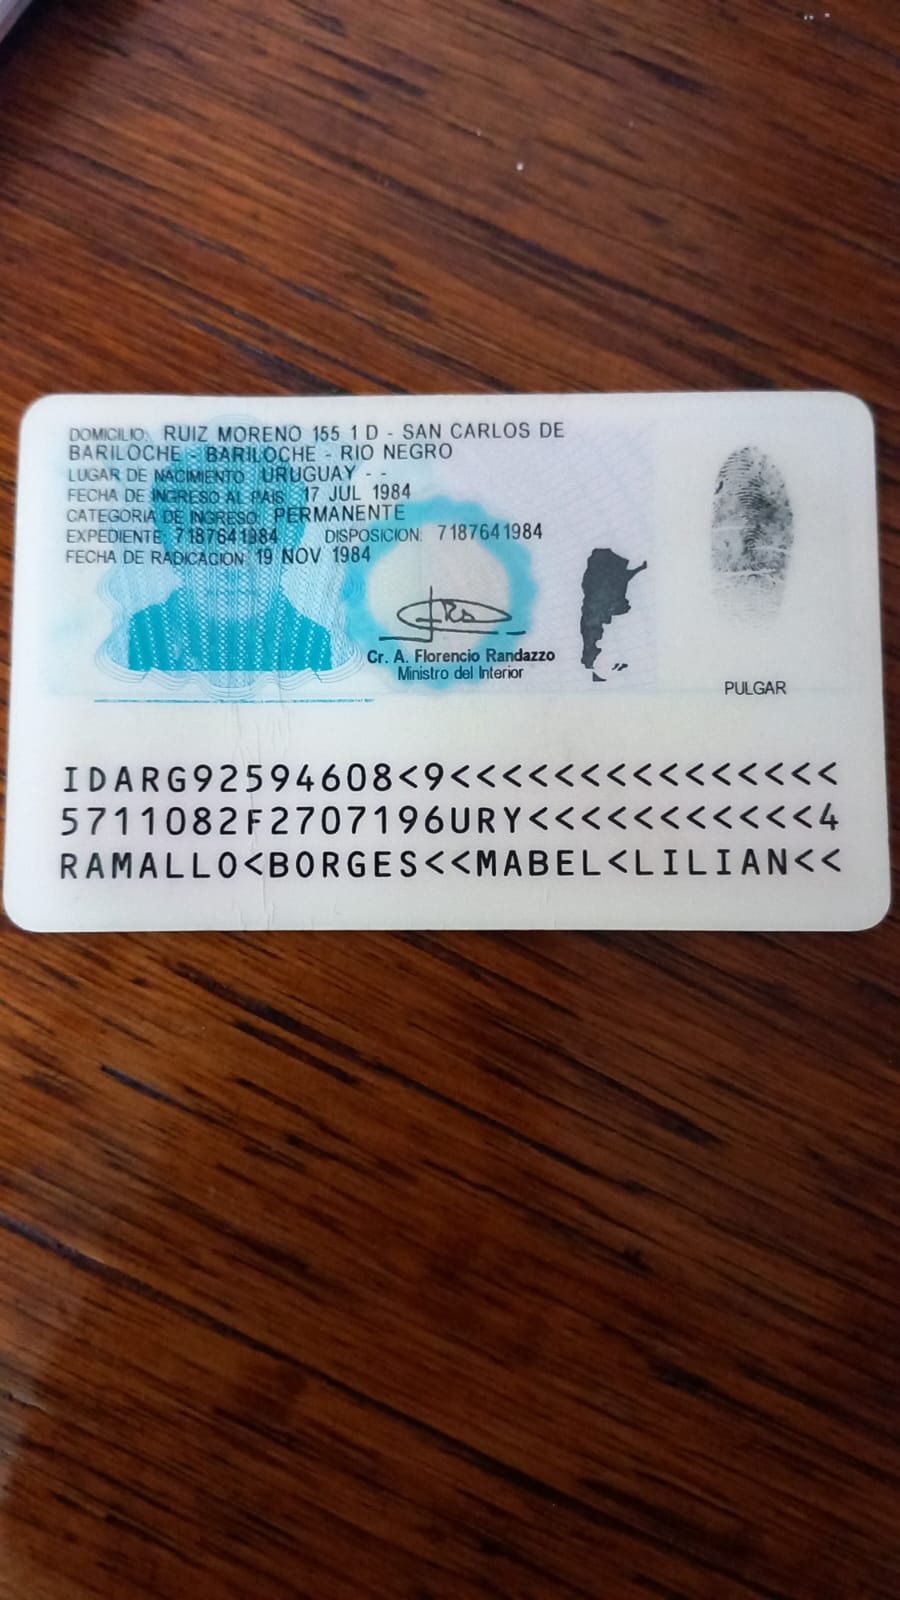 DOMICILIO: RUIZ MORENO 155 1 D - SAN CARLOS DE
BARILOCHE - BARILOCHE - RIO NEGRO
LUGAR DE NACIMIENTO: URUGUAY - -
FECHA DE INGRESO AL PAIS: 17 JUL 1984
CATEGORIA DE INGRESO: PERMANENTE
EXPEDIENTE: 7187641984 DISPOSICION: 7187641984
FECHA DE RADICACION: 19 NOV 1984
Cr. A. Florencio Randazzo
Ministro del Interior
PULGAR
IDARG92594608<9<<<<<<<<<<<<<<<
5711082F2707196URY<<<<<<<<<<<4
RAMALLO<BORGES<<MABEL<LILIAN<<